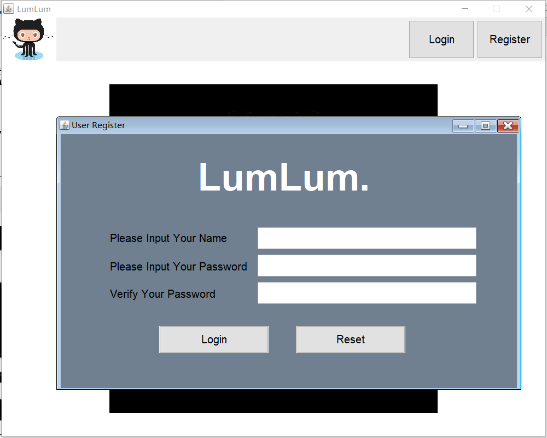 LumLum
Login Register
User Register
LumLum.
Please Input Your Name
Please Input Your Password
Verify Your Password
Login Reset